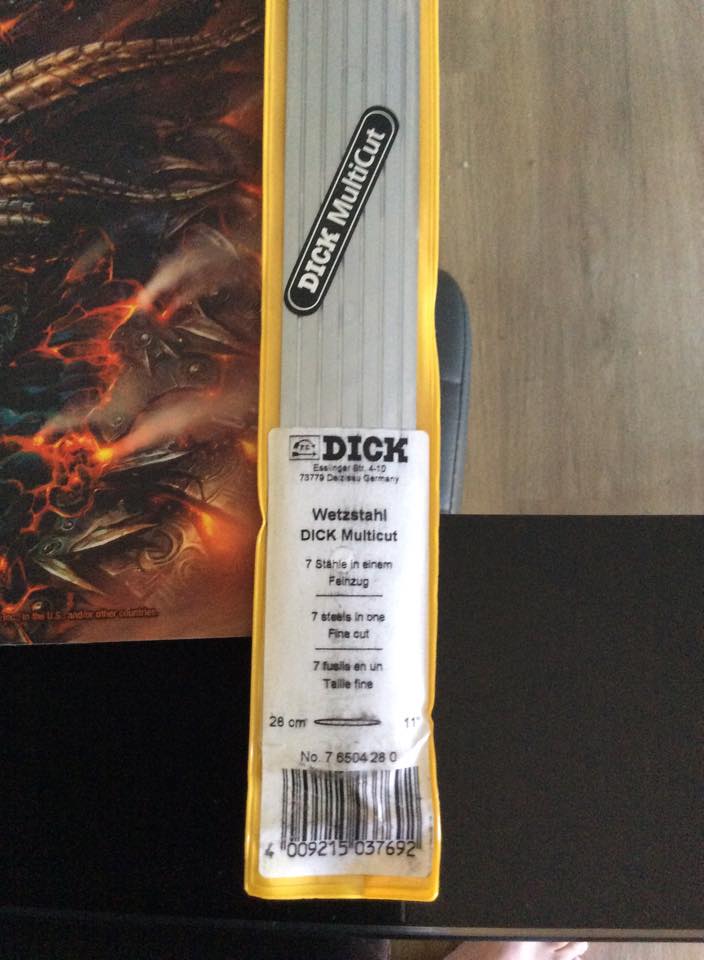 DICK MultiCut
DICK
Esslinger Str. 4-10
73779 Deizisau Germany
Wetzstahl
DICK Multicut
7 Stähle in einem
Feinzug
7 steels in one
Fine cut
7 fusils en un
Taille fine
28 cm 11"
No. 7 6504 28 0
4 009215 037692
Inc., in the U.S. and/or other countries.